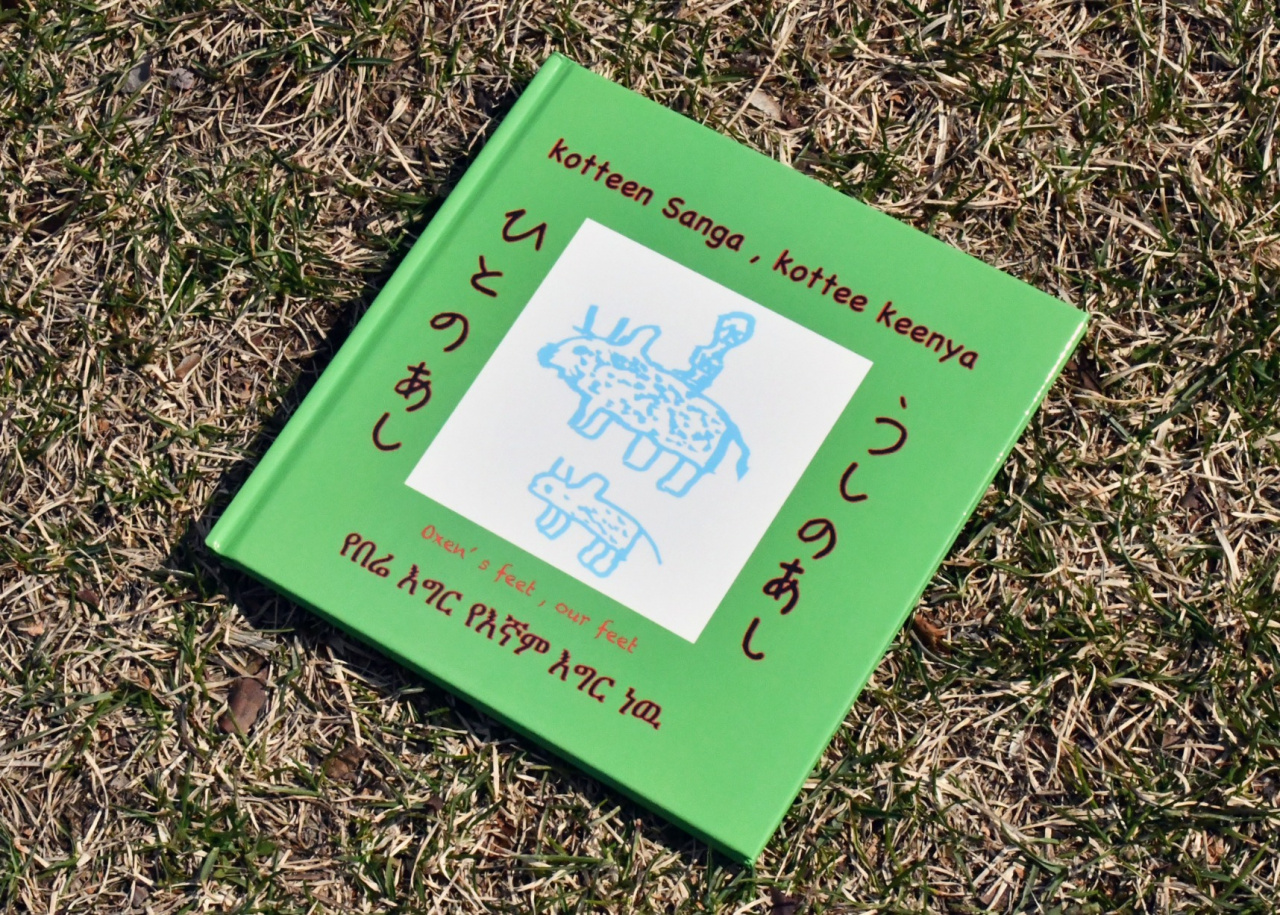 kotteen Sanga , kottee keenya
うしのあし
ひとのあし
Oxen's feet , our feet
የበሬ እግር የእኛም እግር ነው